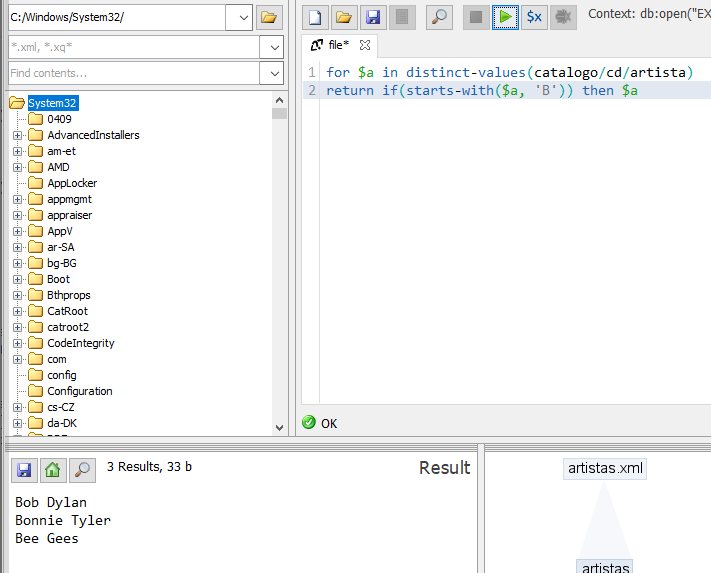 C:/Windows/System32/
*.xml, *.xq*
Find contents...
System32
0409
AdvancedInstallers
am-et
AMD
AppLocker
appmgmt
appraiser
AppV
ar-SA
bg-BG
Boot
Bthprops
CatRoot
catroot2
CodeIntegrity
com
config
Configuration
cs-CZ
da-DK
$x
Context: db:open("EX
file*
1 for $a in distinct-values(catalogo/cd/artista)
2 return if(starts-with($a, 'B')) then $a
OK
3 Results, 33 b
Result
Bob Dylan
Bonnie Tyler
Bee Gees
artistas.xml
artistas